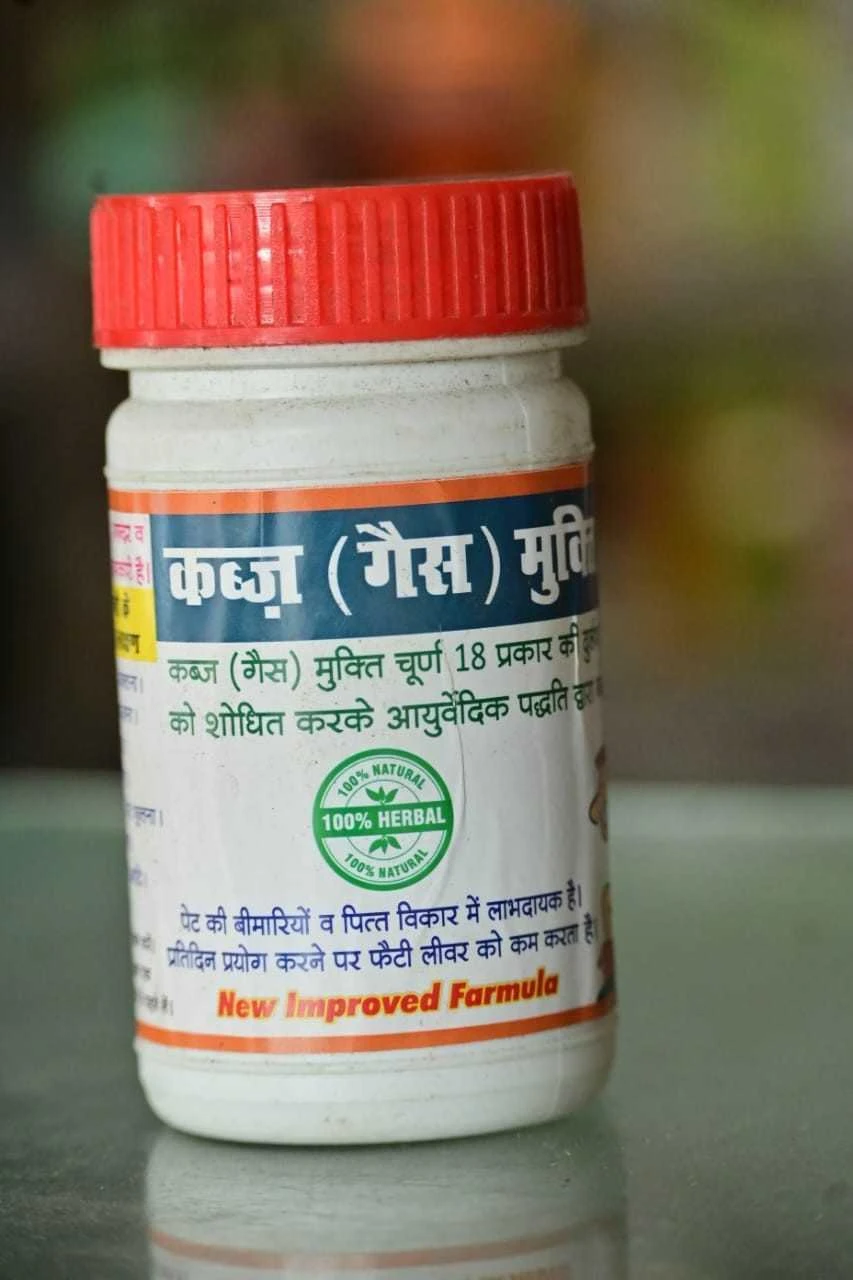 कब्ज़ (गैस) मुक्ति
कब्ज (गैस) मुक्ति चूर्ण 18 प्रकार की
को शोधित करके आयुर्वेदिक पद्धति द्वारा
100% NATURAL
100% HERBAL
100% NATURAL
पेट की बीमारियों व पित्त विकार में लाभदायक है।
प्रतिदिन प्रयोग करने पर फैटी लीवर को कम करता है।
New Improved Farmula